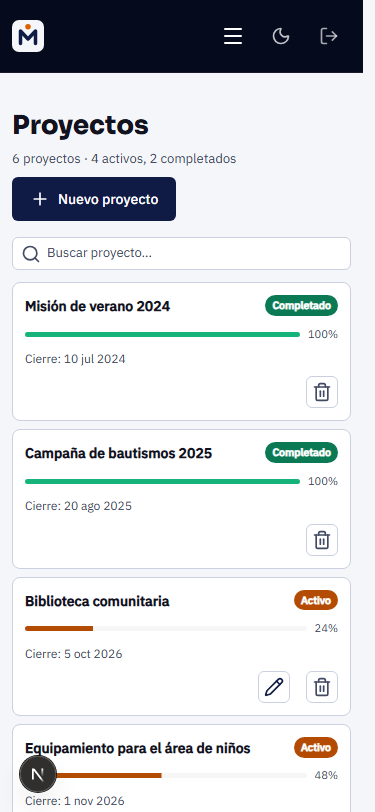 M
Proyectos
6 proyectos · 4 activos, 2 completados
Nuevo proyecto
Buscar proyecto...
Misión de verano 2024 Completado
100%
Cierre: 10 jul 2024
Campaña de bautismos 2025 Completado
100%
Cierre: 20 ago 2025
Biblioteca comunitaria Activo
24%
Cierre: 5 oct 2026
Equipamiento para el área de niños Activo
N 48%
Cierre: 1 nov 2026